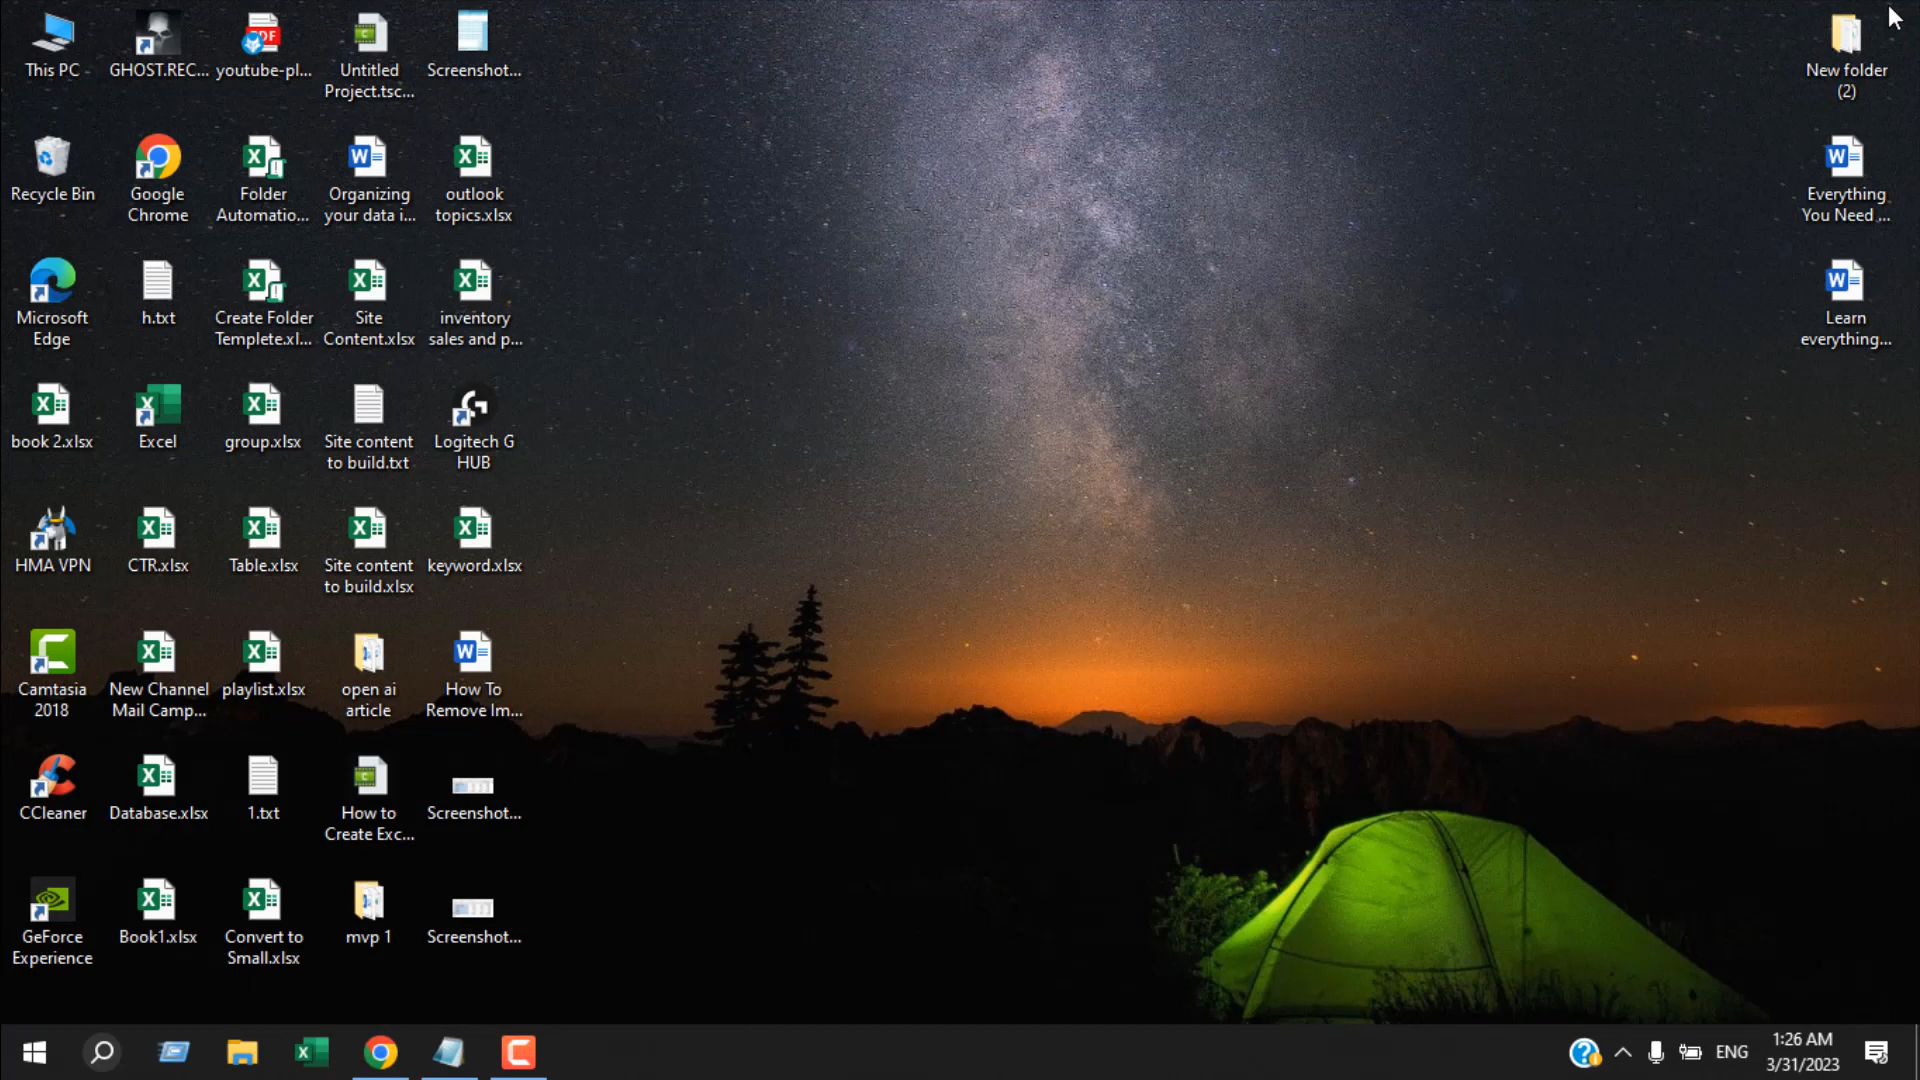 This PC
GHOST.REC...
youtube-pl...
Untitled
Project.tsc...
Screenshot...
New folder
(2)
Recycle Bin
Google
Chrome
Folder
Automatio...
Organizing
your data i...
outlook
topics.xlsx
Everything
You Need ...
Microsoft
Edge
h.txt
Create Folder
Templete.xl...
Site
Content.xlsx
inventory
sales and p...
Learn
everything...
book 2.xlsx
Excel
group.xlsx
Site content
to build.txt
Logitech G
HUB
HMA VPN
CTR.xlsx
Table.xlsx
Site content
to build.xlsx
keyword.xlsx
Camtasia
2018
New Channel
Mail Camp...
playlist.xlsx
open ai
article
How To
Remove Im...
CCleaner
Database.xlsx
1.txt
How to
Create Exc...
Screenshot...
GeForce
Experience
Book1.xlsx
Convert to
Small.xlsx
mvp 1
Screenshot...
ENG
1:26 AM
3/31/2023